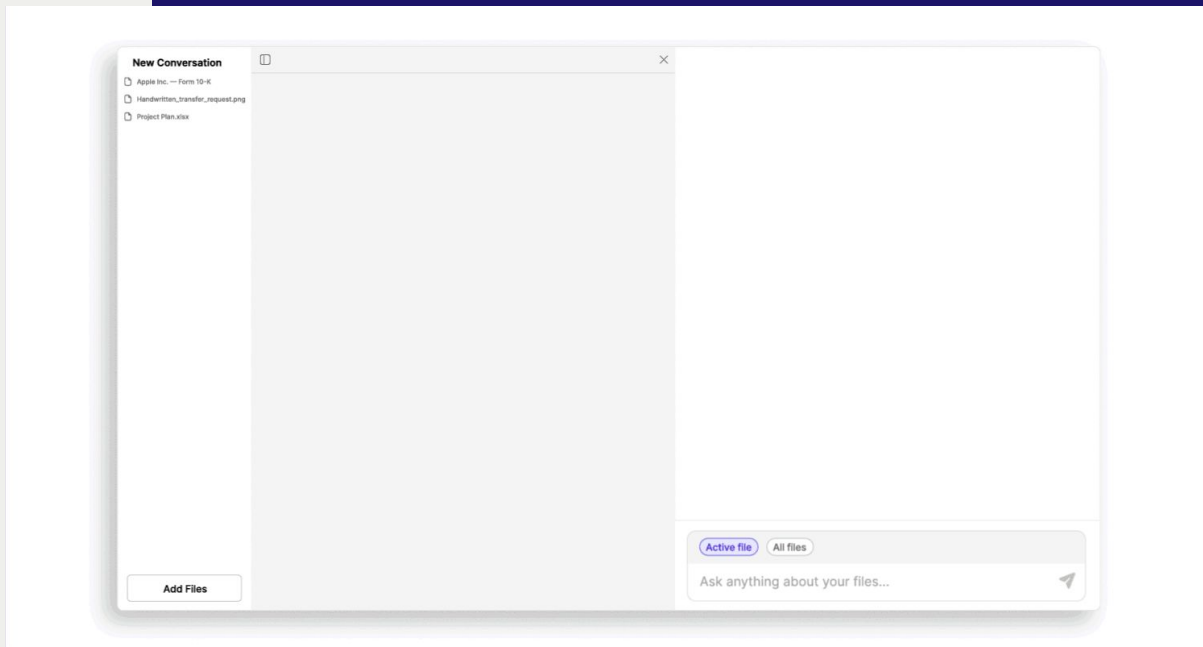 New Conversation
Apple Inc. — Form 10-K
Handwritten_transfer_request.png
Project Plan.xlsx
Add Files
Active file
All files
Ask anything about your files...